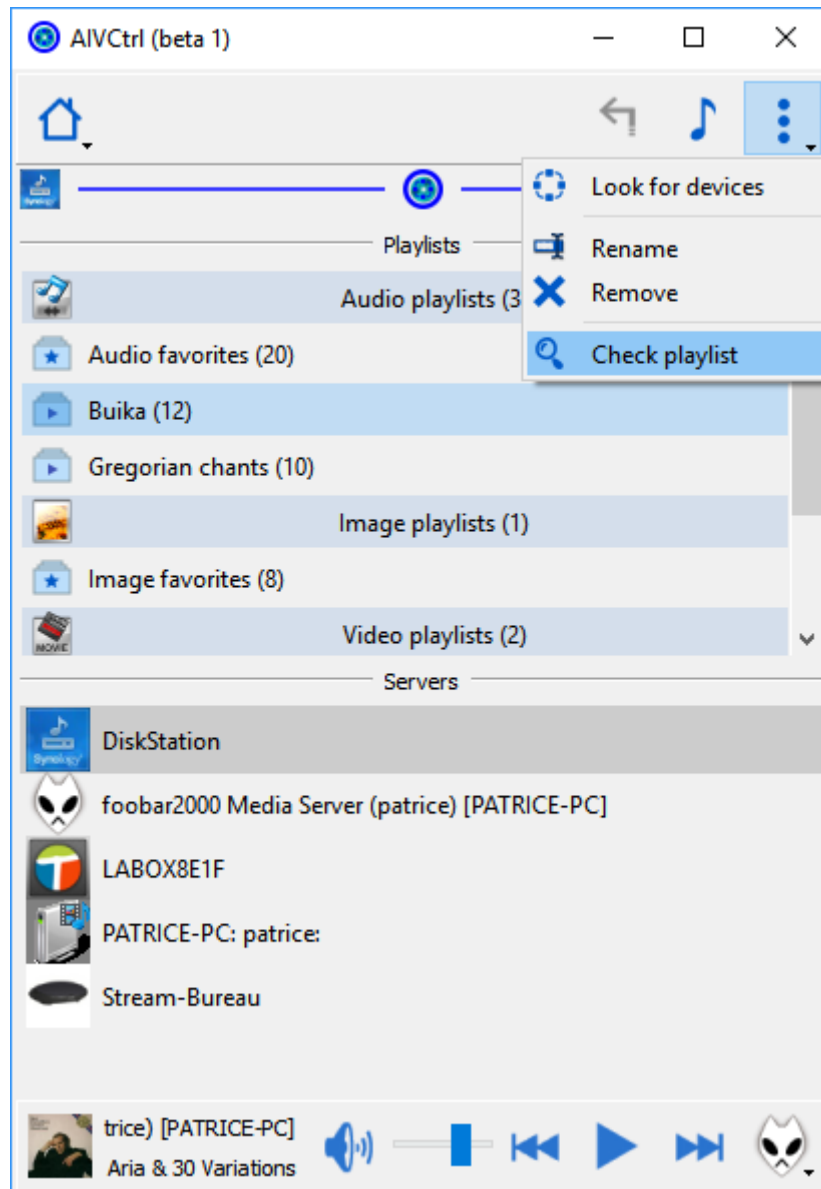 AIVCtrl (beta 1)
Look for devices
Rename
Remove
Check playlist
Playlists
Audio playlists (3
Audio favorites (20)
Buika (12)
Gregorian chants (10)
Image playlists (1)
Image favorites (8)
Video playlists (2)
MOVIE
Servers
Synology
DiskStation
foobar2000 Media Server (patrice) [PATRICE-PC]
LABOX8E1F
PATRICE-PC: patrice:
Stream-Bureau
trice) [PATRICE-PC]
Aria & 30 Variations